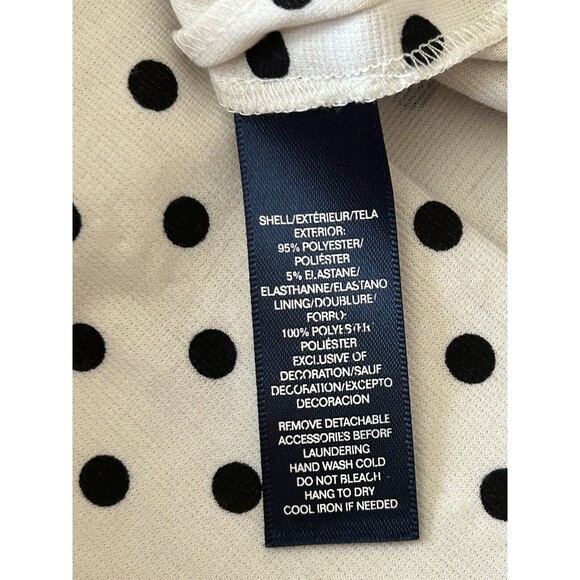 SHELL/EXTÉRIEUR/TELA
EXTERIOR:
95% POLYESTER/
POLIÉSTER
5% ELASTANE/
ELASTHANNE/ELASTANO
LINING/DOUBLURE/
FORRO:
100% POLYESTER
POLIÉSTER
EXCLUSIVE OF
DECORATION/SAUF
DECORATION/EXCEPTO
DECORACIÓN
REMOVE DETACHABLE
ACCESSORIES BEFORE
LAUNDERING
HAND WASH COLD
DO NOT BLEACH
HANG TO DRY
COOL IRON IF NEEDED